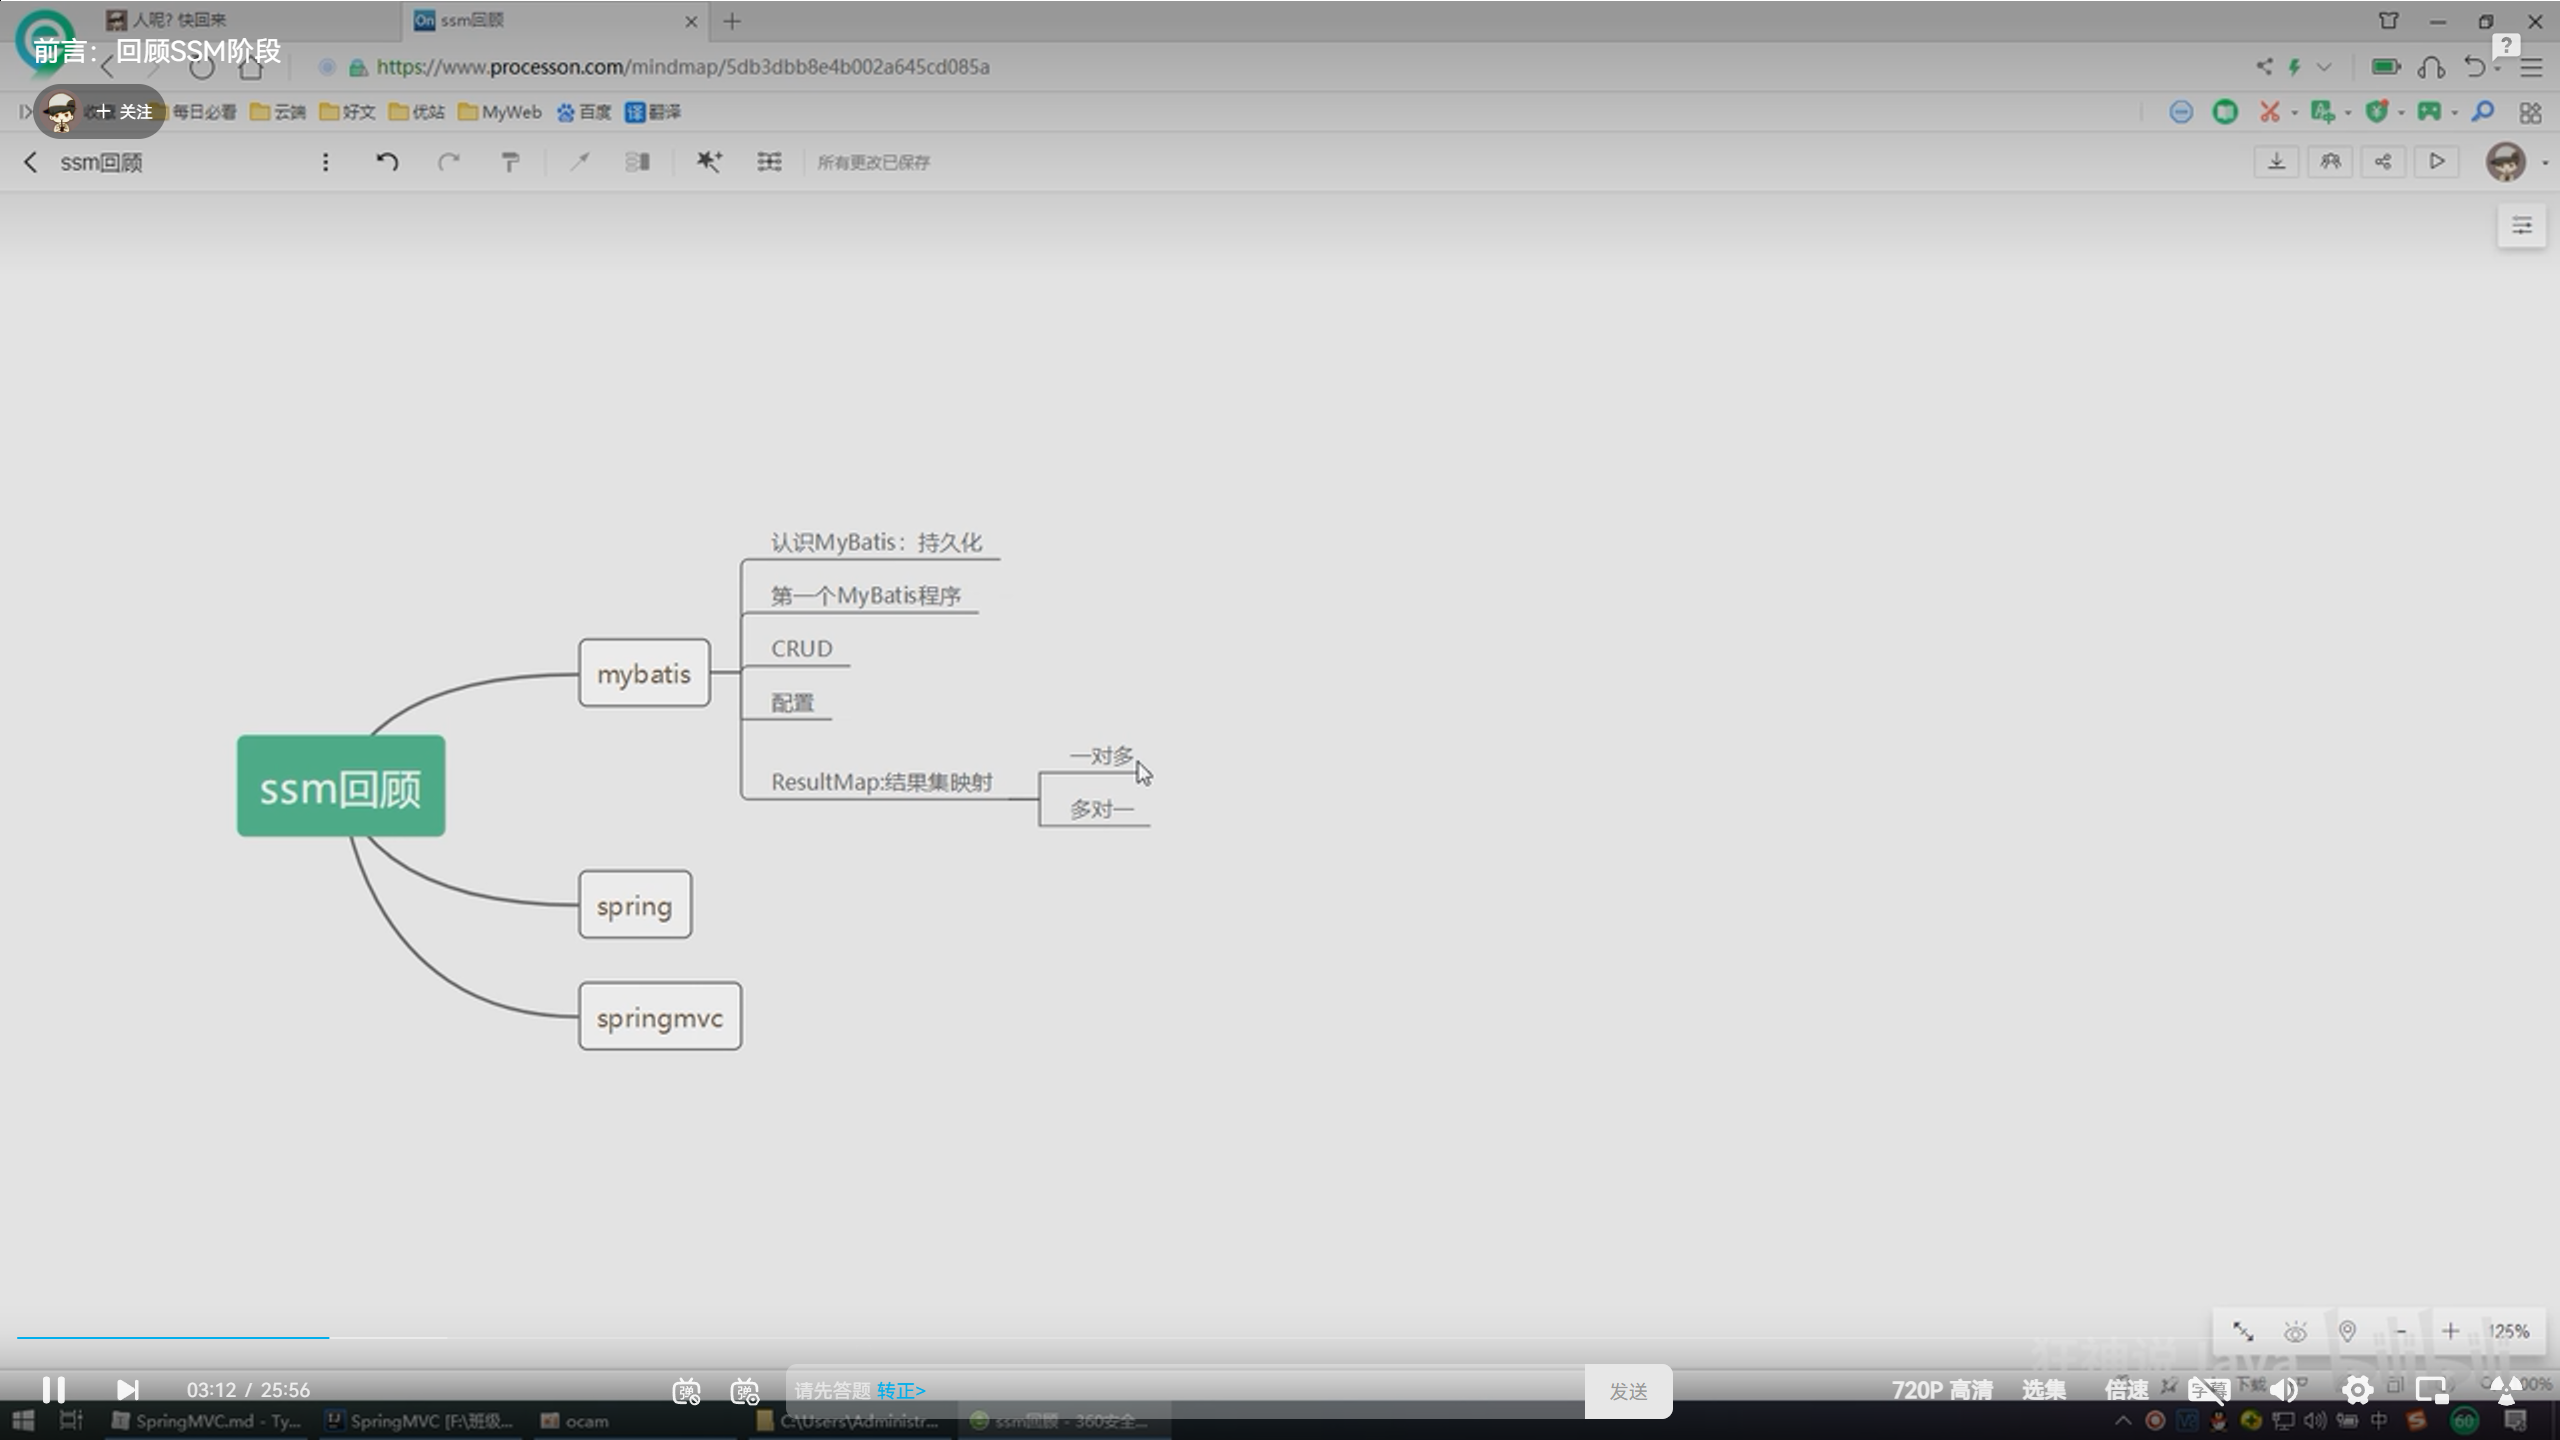 人呢? 快回来
ssm回顾
前言：回顾SSM阶段
https://www.processon.com/mindmap/5db3dbb8e4b002a645cd085a
关注
每日必看
云端
好文
优站
MyWeb
百度
译 翻译
ssm回顾
所有更改已保存
认识MyBatis：持久化
第一个MyBatis程序
CRUD
mybatis
配置
一对多
ResultMap:结果集映射
多对一
ssm回顾
spring
springmvc
125%
03:12 / 25:56
请先答题 转正>
发送
720P 高清
选集
倍速
字幕
SpringMVC.md - Ty...
SpringMVC [F:\班级...
ocam
C:\Users\Administr...
ssm回顾 - 360安全...
中
60